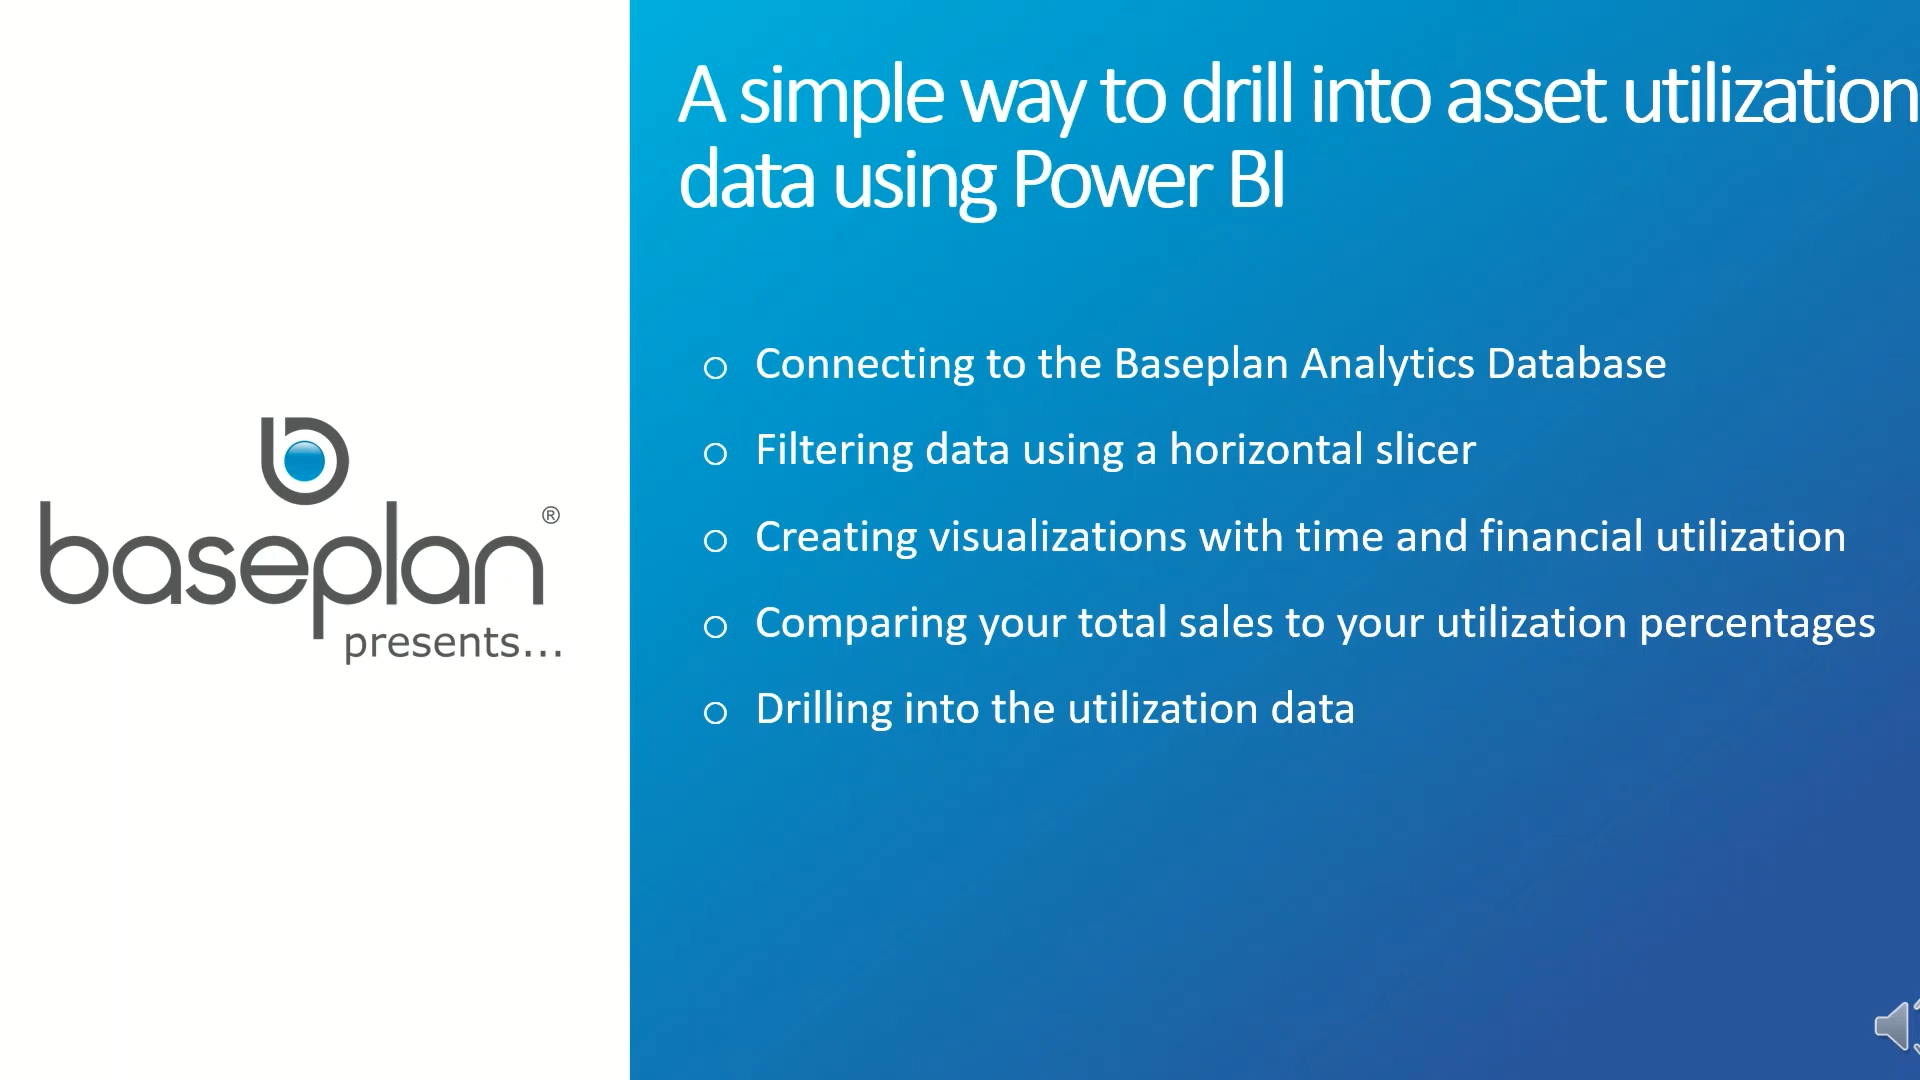 baseplan®
presents...
A simple way to drill into asset utilization
data using Power BI
○ Connecting to the Baseplan Analytics Database
○ Filtering data using a horizontal slicer
○ Creating visualizations with time and financial utilization
○ Comparing your total sales to your utilization percentages
○ Drilling into the utilization data